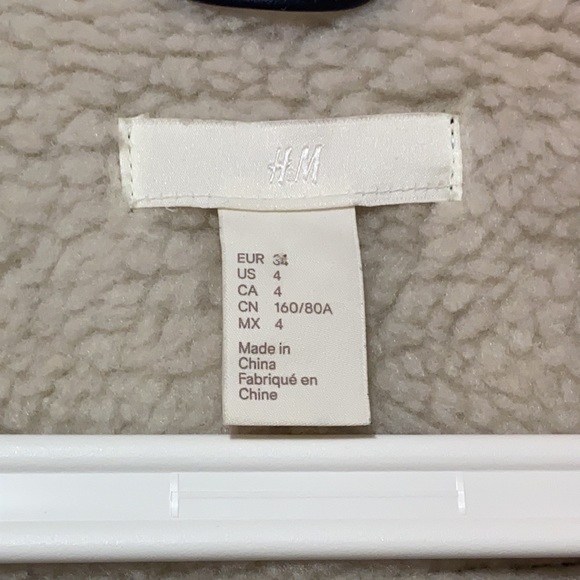 H&M
EUR 34
US 4
CA 4
CN 160/80A
MX 4
Made in
China
Fabriqué en
Chine